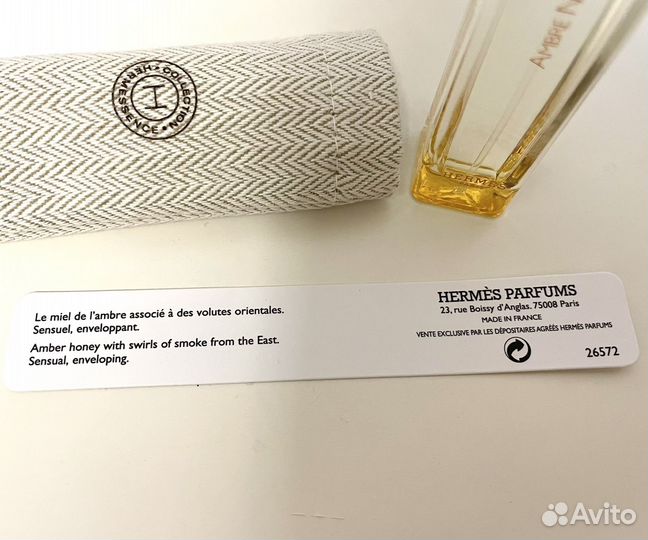 COLLECTION • HERMESSENCE •
H
AMBRE N
HERMÈS
Le miel de l'ambre associé à des volutes orientales.
Sensuel, enveloppant.
Amber honey with swirls of smoke from the East.
Sensual, enveloping.
HERMÈS PARFUMS
23, rue Boissy d'Anglas. 75008 Paris
MADE IN FRANCE
VENTE EXCLUSIVE PAR LES DÉPOSITAIRES AGRÉÉS HERMÈS PARFUMS
26572
Avito